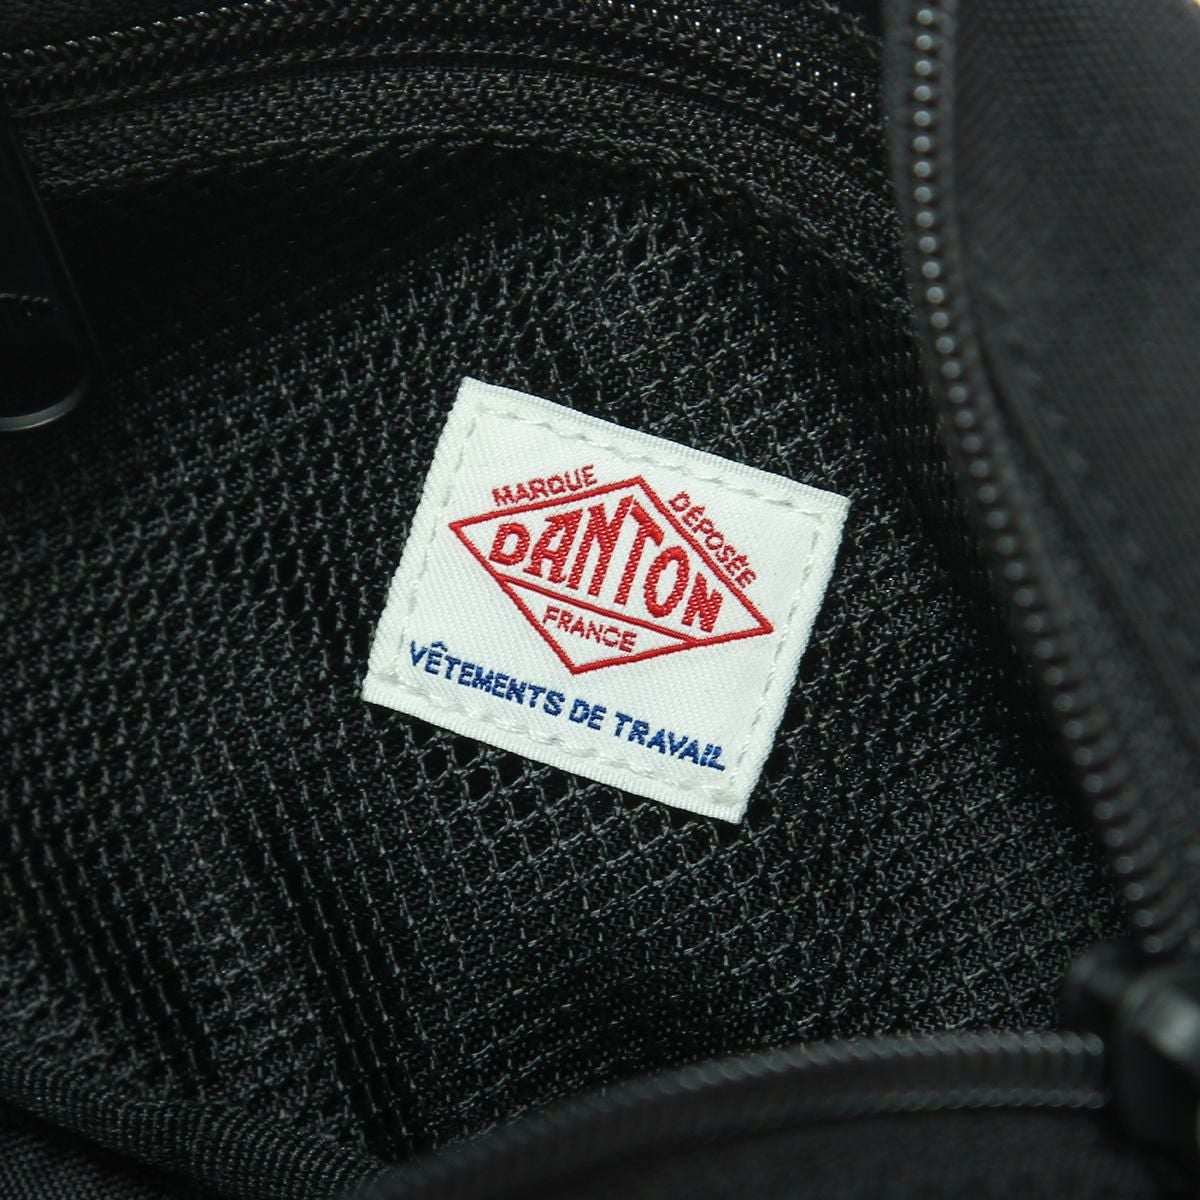 MARQUE DÉPOSÉE
DANTON
FRANCE
VÊTEMENTS DE TRAVAIL